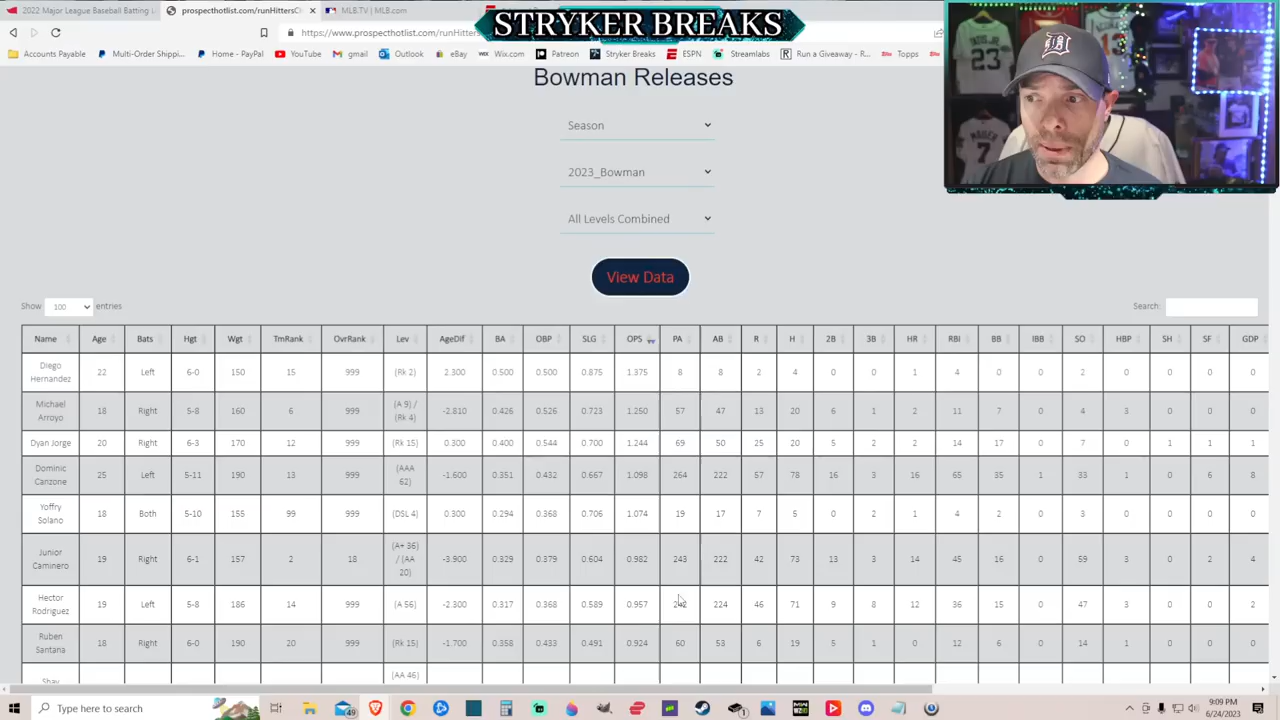 2022 Major League Baseball Batting
prospecthotlist.com/runHittersC
MLB.TV | MLB.com
STRYKER BREAKS
https://www.prospecthotlist.com/runHitters
Accounts Payable
Multi-Order Shippi...
Home - PayPal
YouTube
gmail
Outlook
eBay
Wix.com
Patreon
Stryker Breaks
ESPN
Streamlabs
Run a Giveaway - R...
Topps
Bowman Releases
Season
2023_Bowman
All Levels Combined
View Data
Show 100 entries
Search:
Name Age Bats Hgt Wgt TmRank OvrRank Lev AgeDif BA OBP SLG OPS PA AB R H 2B 3B HR RBI BB IBB SO HBP SH SF GDP
Diego Hernandez 22 Left 6-0 150 15 999 (Rk 2) 2.300 0.500 0.500 0.875 1.375 8 8 2 4 0 0 1 4 0 0 2 0 0 0 0
Michael Arroyo 18 Right 5-8 160 6 999 (A 9) / (Rk 4) -2.810 0.426 0.526 0.723 1.250 57 47 13 20 6 1 2 11 7 0 4 3 0 0 0
Dyan Jorge 20 Right 6-3 170 12 999 (Rk 15) 0.300 0.400 0.544 0.700 1.244 69 50 25 20 5 2 2 14 17 0 7 0 1 1 1
Dominic Canzone 25 Left 5-11 190 13 999 (AAA 62) -1.600 0.351 0.432 0.667 1.098 264 222 57 78 16 3 16 65 35 1 33 1 0 6 8
Yoffry Solano 18 Both 5-10 155 99 999 (DSL 4) 0.300 0.294 0.368 0.706 1.074 19 17 7 5 0 2 1 4 2 0 3 0 0 0 0
Junior Caminero 19 Right 6-1 157 2 18 (A+ 36) / (AA 20) -3.900 0.329 0.379 0.604 0.982 243 222 42 73 13 3 14 45 16 0 59 3 0 2 4
Hector Rodriguez 19 Left 5-8 186 14 999 (A 56) -2.300 0.317 0.368 0.589 0.957 242 224 46 71 9 8 12 36 15 0 47 3 0 0 2
Ruben Santana 18 Right 6-0 190 20 999 (Rk 15) -1.700 0.358 0.433 0.491 0.924 60 53 6 19 5 1 0 12 6 0 14 1 0 0 0
Shay (AA 46)
Type here to search
49
9:09 PM
6/24/2023
23
7